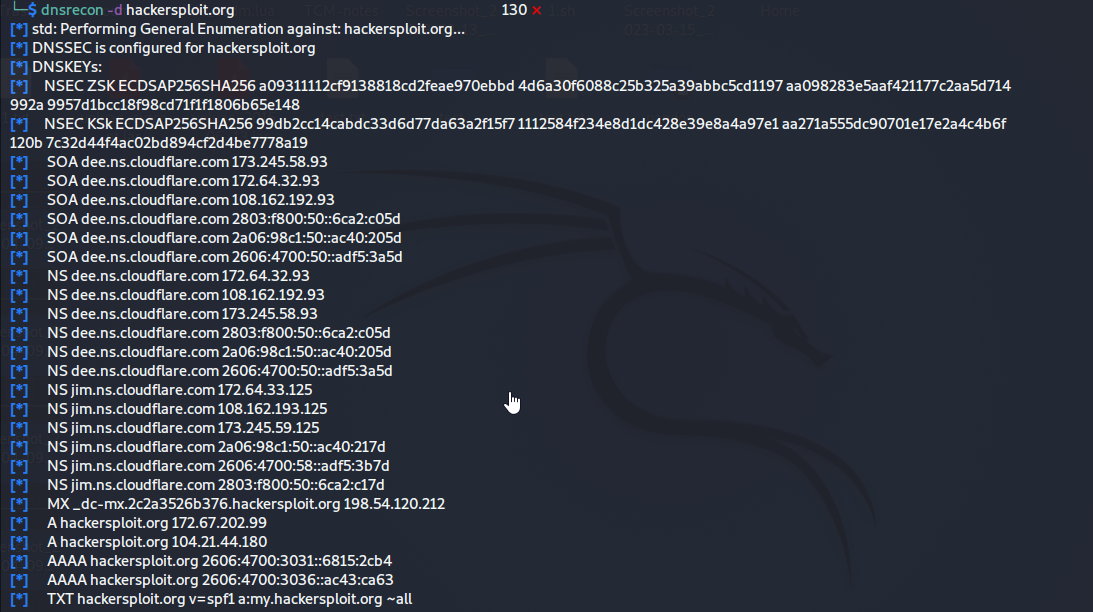 └─$ dnsrecon -d hackersploit.org 130 ⨯
[*] std: Performing General Enumeration against: hackersploit.org...
[*] DNSSEC is configured for hackersploit.org
[*] DNSKEYs:
[*] NSEC ZSK ECDSAP256SHA256 a09311112cf9138818cd2feae970ebbd 4d6a30f6088c25b325a39abbc5cd1197 aa098283e5aaf421177c2aa5d714
992a 9957d1bcc18f98cd71f1f1806b65e148
[*] NSEC KSk ECDSAP256SHA256 99db2cc14cabdc33d6d77da63a2f15f7 1112584f234e8d1dc428e39e8a4a97e1 aa271a555dc90701e17e2a4c4b6f
120b 7c32d44f4ac02bd894cf2d4be7778a19
[*] SOA dee.ns.cloudflare.com 173.245.58.93
[*] SOA dee.ns.cloudflare.com 172.64.32.93
[*] SOA dee.ns.cloudflare.com 108.162.192.93
[*] SOA dee.ns.cloudflare.com 2803:f800:50::6ca2:c05d
[*] SOA dee.ns.cloudflare.com 2a06:98c1:50::ac40:205d
[*] SOA dee.ns.cloudflare.com 2606:4700:50::adf5:3a5d
[*] NS dee.ns.cloudflare.com 172.64.32.93
[*] NS dee.ns.cloudflare.com 108.162.192.93
[*] NS dee.ns.cloudflare.com 173.245.58.93
[*] NS dee.ns.cloudflare.com 2803:f800:50::6ca2:c05d
[*] NS dee.ns.cloudflare.com 2a06:98c1:50::ac40:205d
[*] NS dee.ns.cloudflare.com 2606:4700:50::adf5:3a5d
[*] NS jim.ns.cloudflare.com 172.64.33.125
[*] NS jim.ns.cloudflare.com 108.162.193.125
[*] NS jim.ns.cloudflare.com 173.245.59.125
[*] NS jim.ns.cloudflare.com 2a06:98c1:50::ac40:217d
[*] NS jim.ns.cloudflare.com 2606:4700:58::adf5:3b7d
[*] NS jim.ns.cloudflare.com 2803:f800:50::6ca2:c17d
[*] MX _dc-mx.2c2a3526b376.hackersploit.org 198.54.120.212
[*] A hackersploit.org 172.67.202.99
[*] A hackersploit.org 104.21.44.180
[*] AAAA hackersploit.org 2606:4700:3031::6815:2cb4
[*] AAAA hackersploit.org 2606:4700:3036::ac43:ca63
[*] TXT hackersploit.org v=spf1 a:my.hackersploit.org ~all